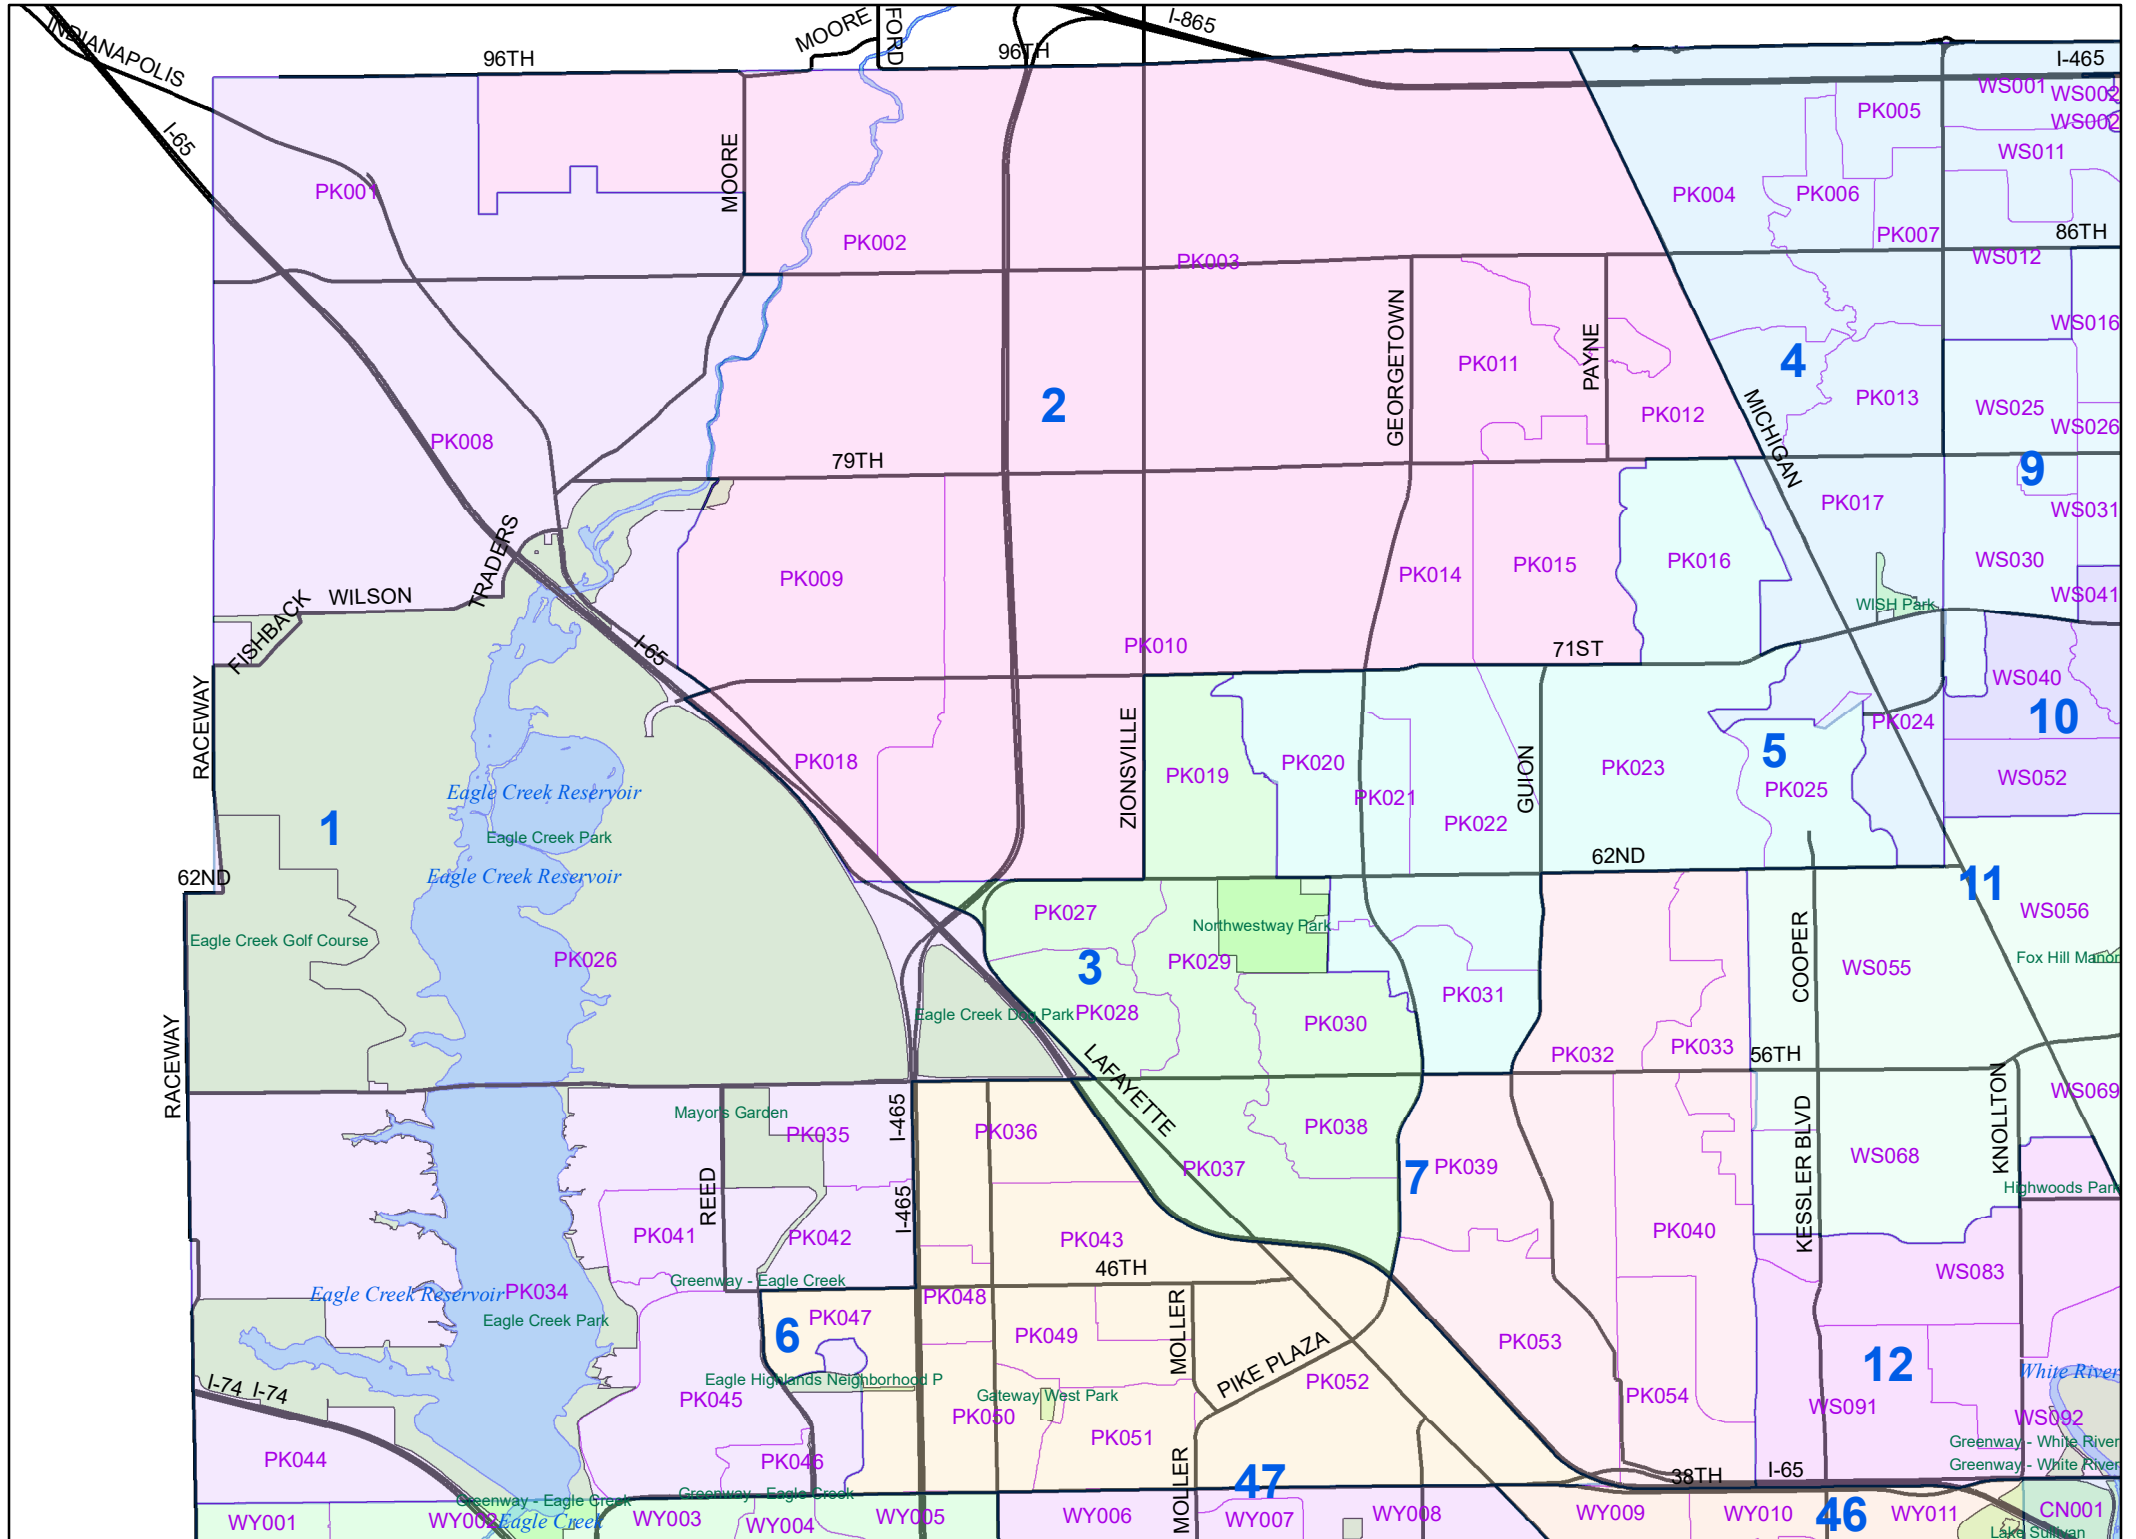 INDIANAPOLIS
I-65
96TH
MOORE
FORD
96TH
I-865
I-465
WS001
WS002
WS002
PK005
WS011
PK001
MOORE
PK004
PK006
PK002
PK007
86TH
PK003
WS012
GEORGETOWN
PAYNE
WS016
PK011
4
2
PK012
PK013
WS025
WS026
MICHIGAN
PK008
79TH
9
PK017
WS031
TRADERS
PK009
PK014
PK015
PK016
WS030
WISH Park
WS041
FISHBACK
WILSON
I-65
PK010
71ST
WS040
RACEWAY
ZIONSVILLE
PK018
PK019
PK020
PK021
PK022
GUION
PK023
5
PK025
PK024
10
WS052
Eagle Creek Reservoir
1
Eagle Creek Park
62ND
Eagle Creek Reservoir
62ND
11
PK027
Northwestway Park
WS056
Eagle Creek Golf Course
PK026
3
PK029
COOPER
WS055
Fox Hill Manor
PK031
Eagle Creek Dog Park
PK028
PK030
RACEWAY
LAFAYETTE
PK032
PK033
56TH
KNOLLTON
WS069
Mayor's Garden
PK035
I-465
PK036
PK038
KESSLER BLVD
WS068
REED
PK037
7
PK039
Highwoods Park
I-465
PK041
PK042
PK043
PK040
Greenway - Eagle Creek
46TH
WS083
Eagle Creek Reservoir
PK034
Eagle Creek Park
6
PK047
PK048
PK049
MOLLER
PK053
12
White River
I-74
I-74
Eagle Highlands Neighborhood P
PK045
Gateway West Park
PIKE PLAZA
PK052
PK054
WS091
WS092
PK050
PK051
Greenway - White River
PK044
PK046
MOLLER
47
38TH
I-65
Greenway - White River
Greenway - Eagle Creek
Greenway - Eagle Creek
WY001
WY002
Eagle Creek
WY003
WY004
WY005
WY006
WY007
WY008
WY009
WY010
46
WY011
CN001
Lake Sullivan